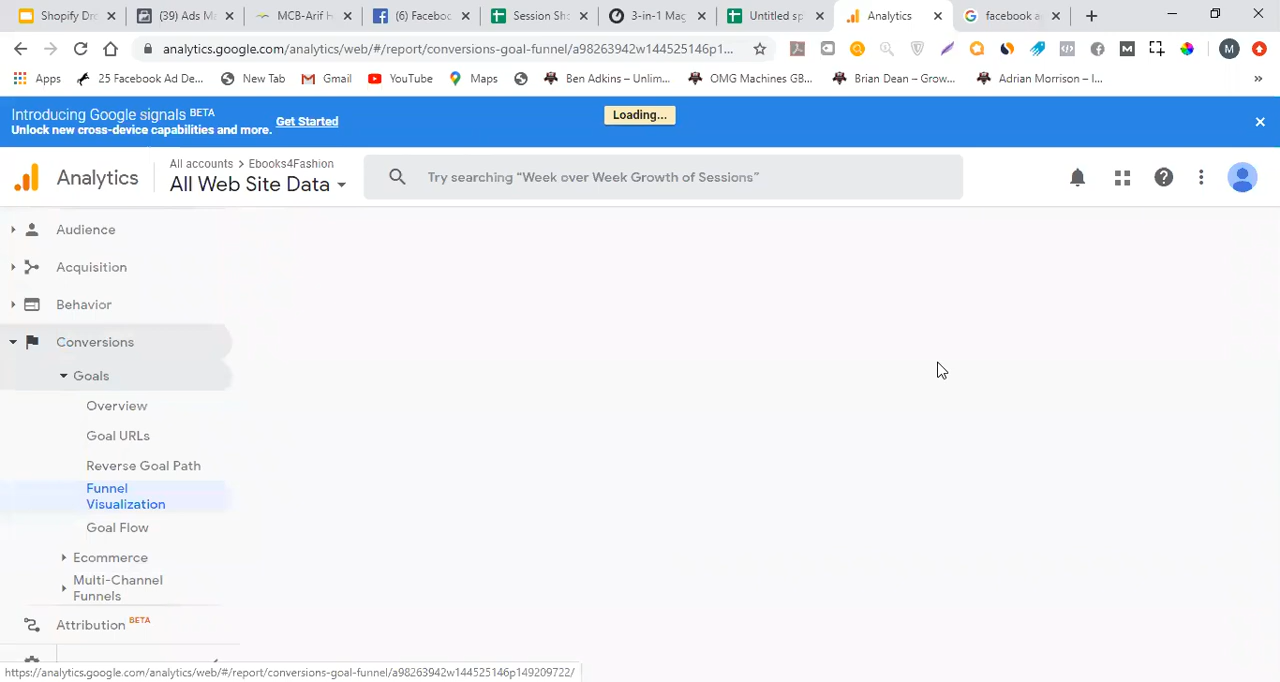 Shopify Dro
(39) Ads Ma
MCB-Arif H
(6) Faceboo
Session Sho
3-in-1 Mag
Untitled sp
Analytics
facebook a
analytics.google.com/analytics/web/#/report/conversions-goal-funnel/a98263942w144525146p1...
M
M
Apps
25 Facebook Ad De...
New Tab
Gmail
YouTube
Maps
Ben Adkins – Unlim...
OMG Machines GB...
Brian Dean – Grow...
Adrian Morrison – I...
»
Introducing Google signals BETA
Unlock new cross-device capabilities and more.
Get Started
Loading...
Analytics
All accounts > Ebooks4Fashion
All Web Site Data
Try searching “Week over Week Growth of Sessions”
Audience
Acquisition
Behavior
Conversions
Goals
Overview
Goal URLs
Reverse Goal Path
Funnel
Visualization
Goal Flow
Ecommerce
Multi-Channel
Funnels
Attribution BETA
https://analytics.google.com/analytics/web/#/report/conversions-goal-funnel/a98263942w144525146p149209722/